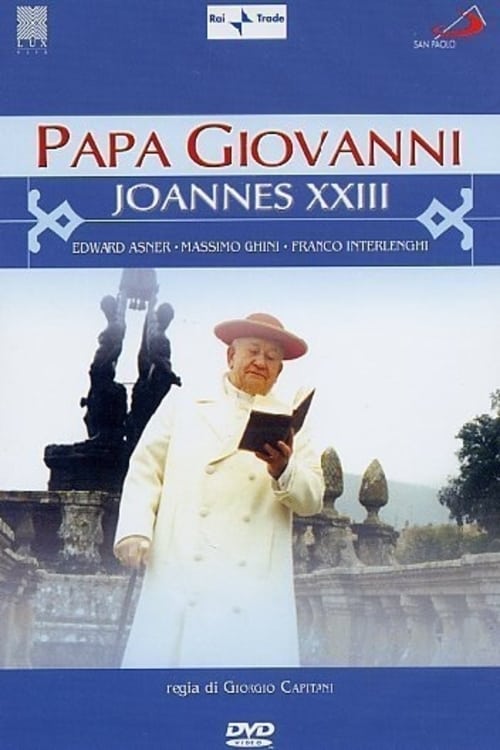 LUX
VIDE
Rai Trade
SAN PAOLO
PAPA GIOVANNI
JOANNES XXIII
EDWARD ASNER • MASSIMO GHINI • FRANCO INTERLENGHI
regia di GIORGIO CAPITANI
DVD
VIDEO